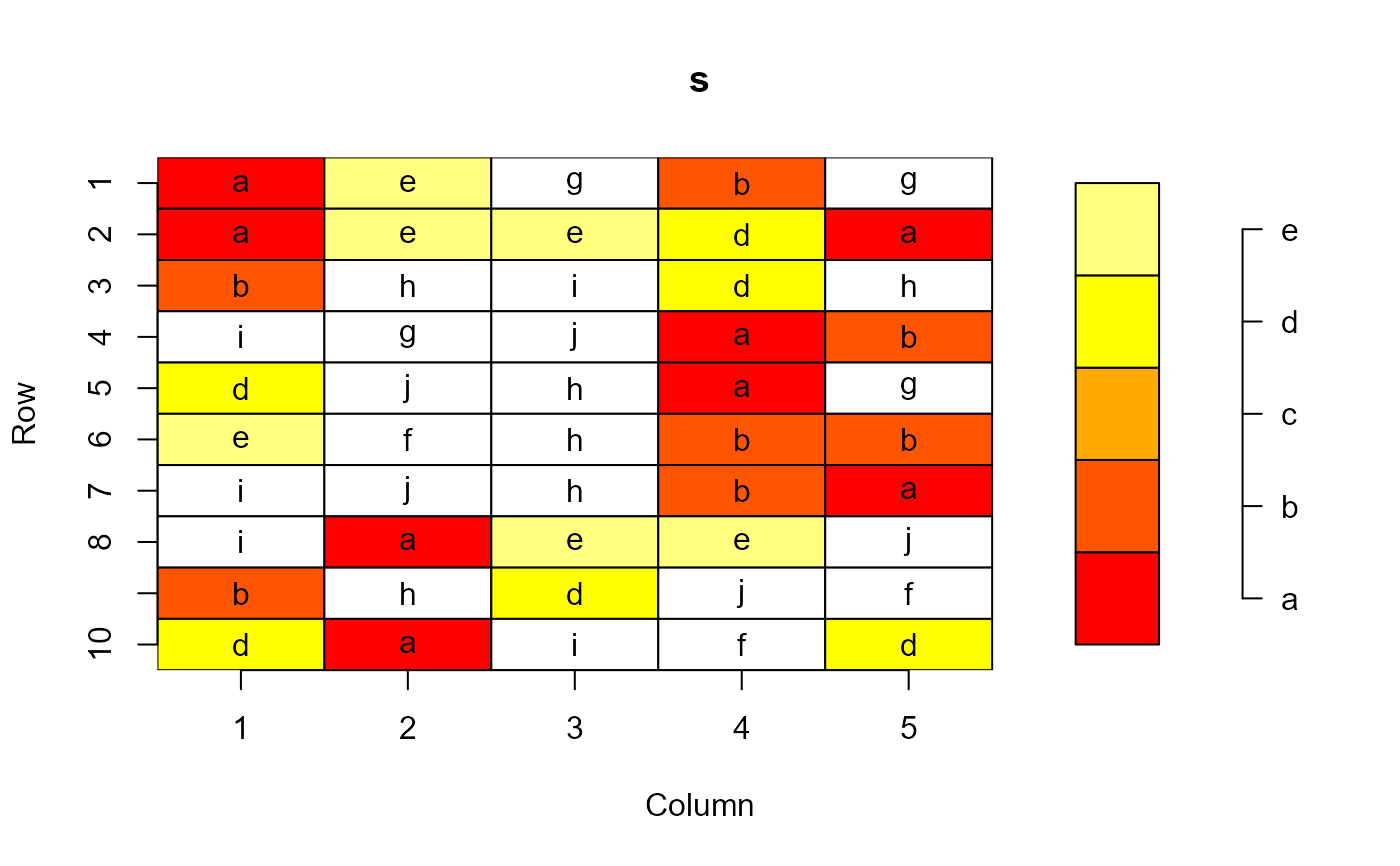 s
1 a e g b g
2 a e e d a
3 b h i d h
4 i g j a b
5 d j h a g
6 e f h b b
7 i j h b a
8 i a e e j
b h d j f
10 d a i f d
Row
1 2 3 4 5
Column
e
d
c
b
a